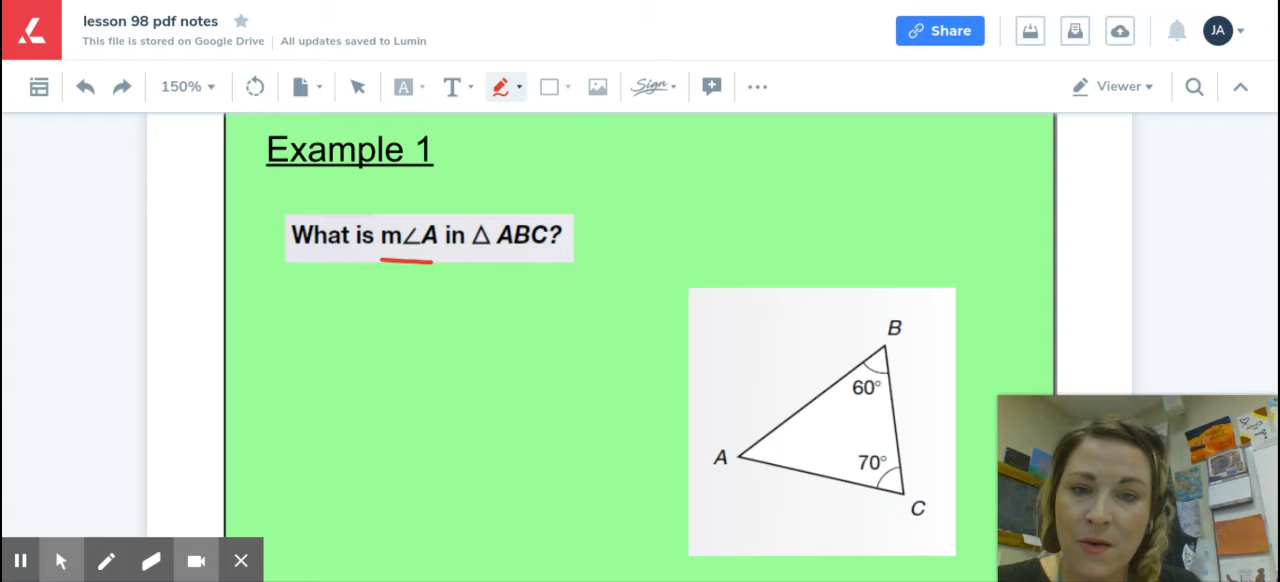 lesson 98 pdf notes
This file is stored on Google Drive
All updates saved to Lumin
Share
JA
150%
A
T
Sign
Viewer
Example 1
What is m∠A in △ ABC?
B
60°
A
70°
C